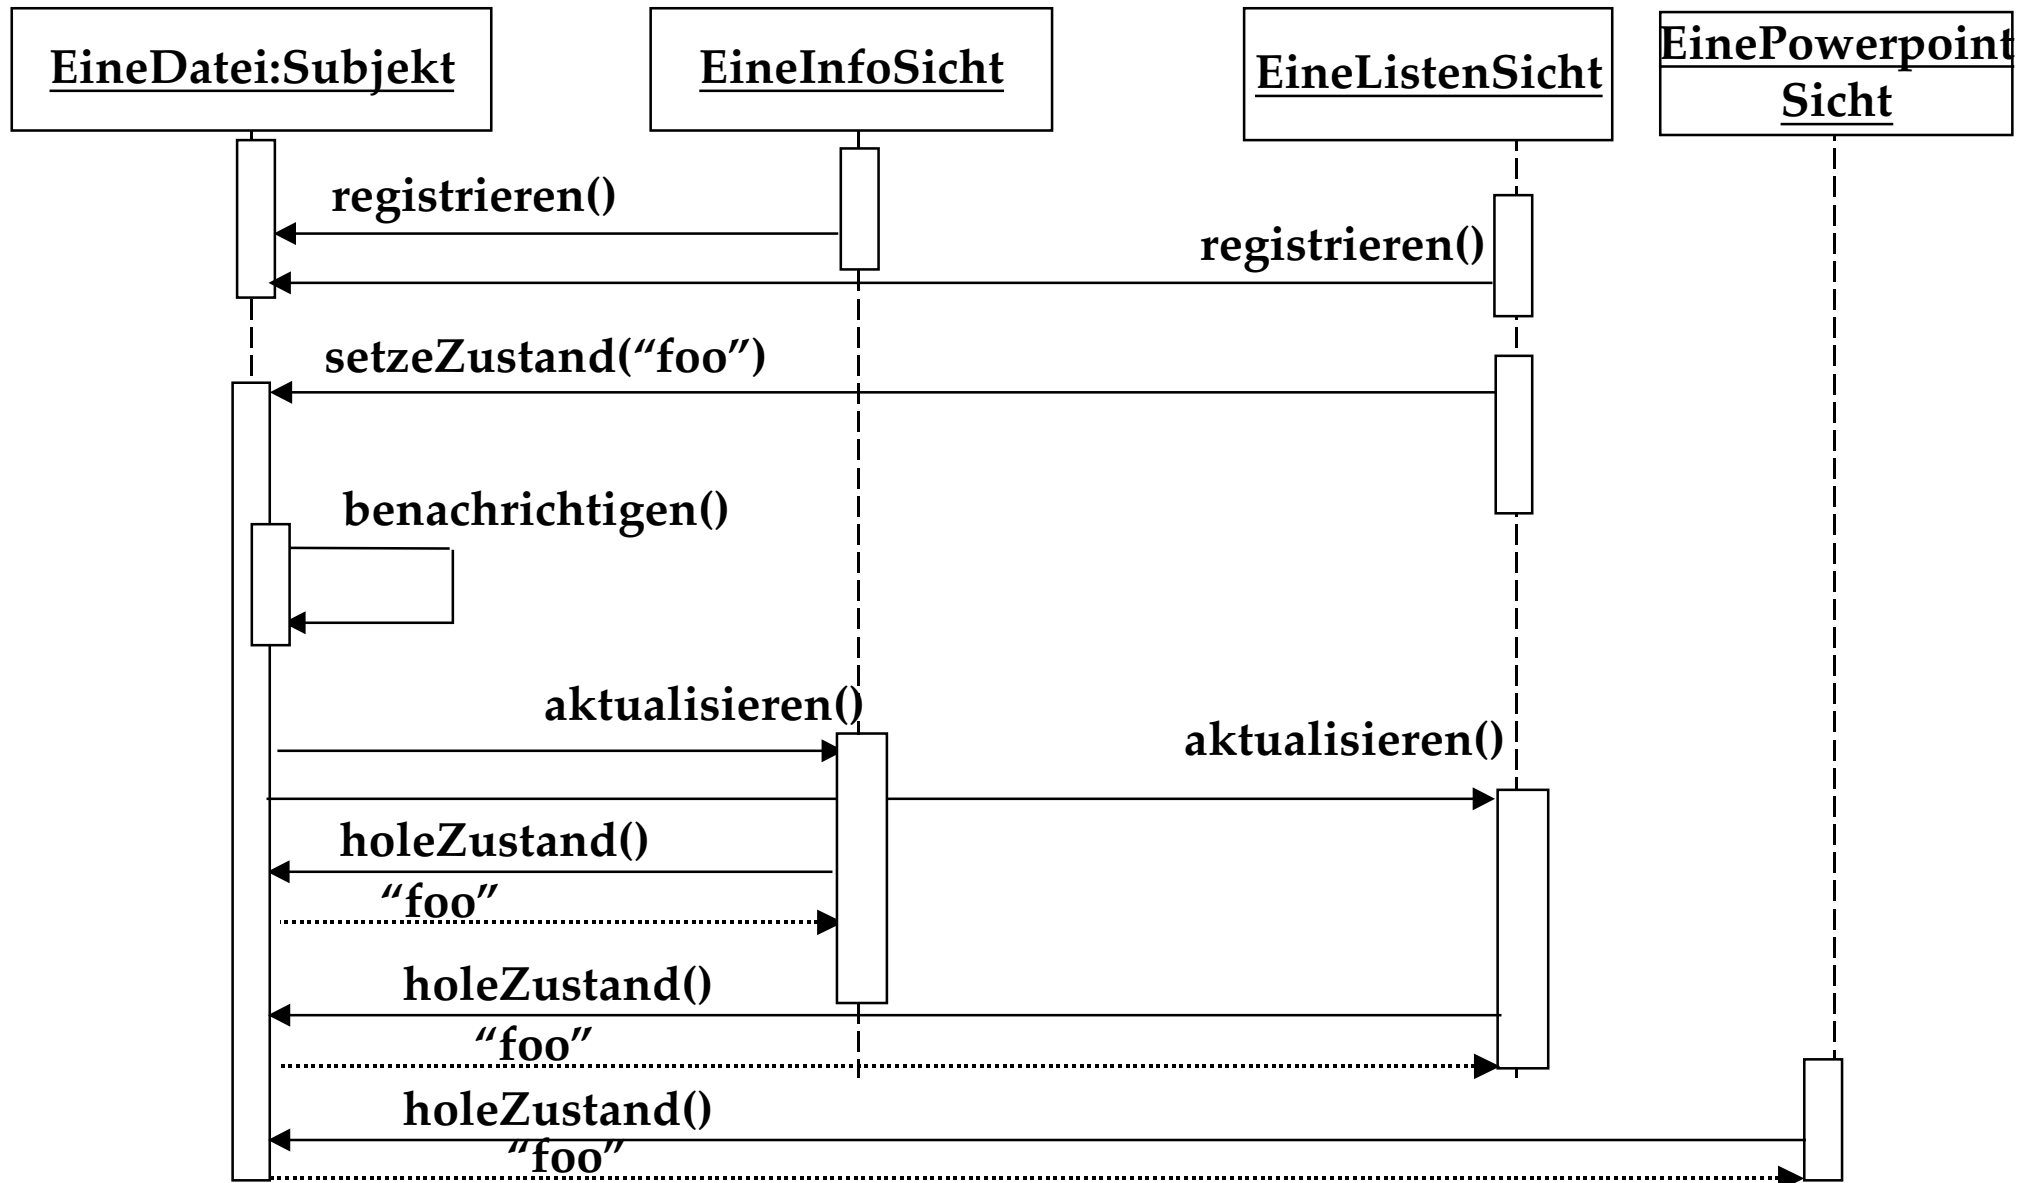 EineDatei:Subjekt
EineInfoSicht
EineListenSicht
EinePowerpoint
Sicht
registrieren()
registrieren()
setzeZustand(“foo”)
benachrichtigen()
aktualisieren()
aktualisieren()
holeZustand()
“foo”
holeZustand()
“foo”
holeZustand()
“foo”